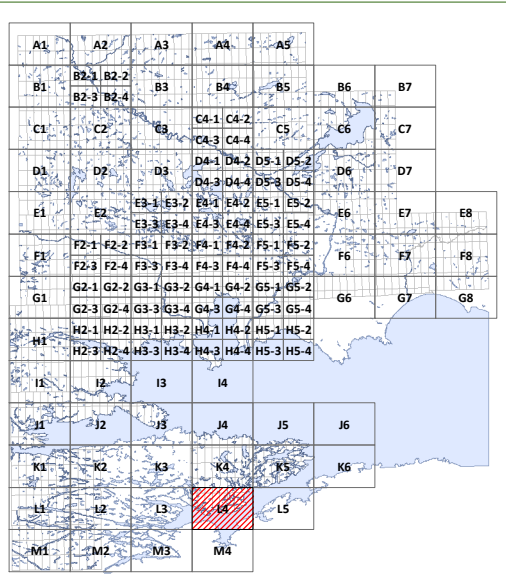 A1 A2 A3 A4 A5
B2-1 B2-2
B1 B3 B4 B5 B6 B7
B2-3 B2-4
C4-1 C4-2
C1 C2 C3 C5 C6 C7
C4-3 C4-4
D4-1 D4-2 D5-1 D5-2
D1 D2 D3 D6 D7
D4-3 D4-4 D5-3 D5-4
E3-1 E3-2 E4-1 E4-2 E5-1 E5-2
E1 E2 E6 E7 E8
E3-3 E3-4 E4-3 E4-4 E5-3 E5-4
F2-1 F2-2 F3-1 F3-2 F4-1 F4-2 F5-1 F5-2
F1 F6 F7 F8
F2-3 F2-4 F3-3 F3-4 F4-3 F4-4 F5-3 F5-4
G2-1 G2-2 G3-1 G3-2 G4-1 G4-2 G5-1 G5-2
G1 G6 G7 G8
G2-3 G2-4 G3-3 G3-4 G4-3 G4-4 G5-3 G5-4
H2-1 H2-2 H3-1 H3-2 H4-1 H4-2 H5-1 H5-2
H1
H2-3 H2-4 H3-3 H3-4 H4-3 H4-4 H5-3 H5-4
I1 I2 I3 I4
J1 J2 J3 J4 J5 J6
K1 K2 K3 K4 K5 K6
L1 L2 L3 L4 L5
M1 M2 M3 M4